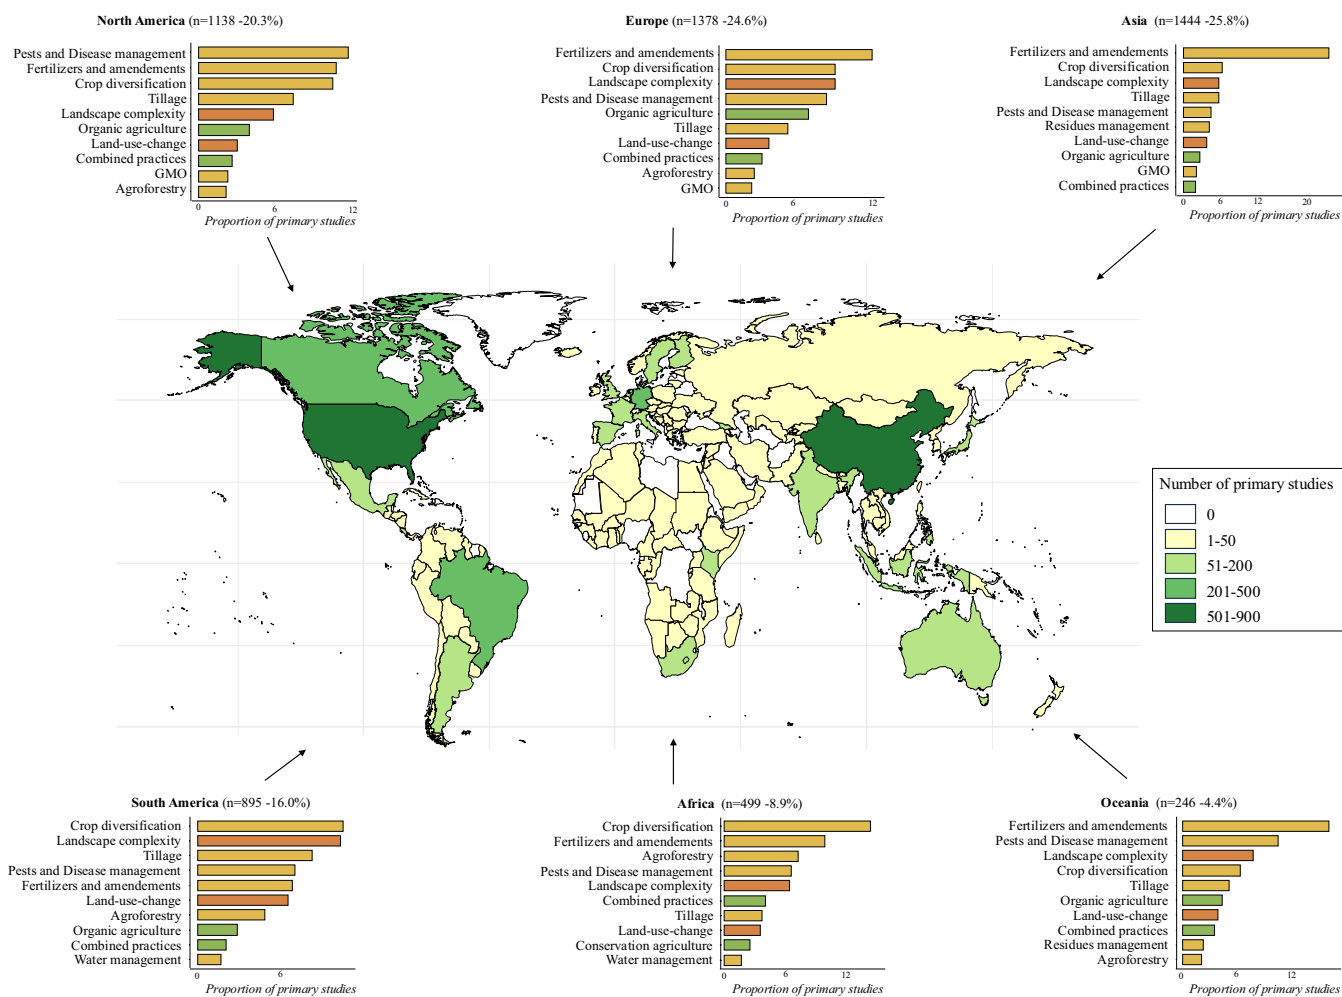 North America (n=1138 -20.3%)
Pests and Disease management
Fertilizers and amendements
Crop diversification
Tillage
Landscape complexity
Organic agriculture
Land-use-change
Combined practices
GMO
Agroforestry
0 6 12
Proportion of primary studies
Europe (n=1378 -24.6%)
Fertilizers and amendements
Crop diversification
Landscape complexity
Pests and Disease management
Organic agriculture
Tillage
Land-use-change
Combined practices
Agroforestry
GMO
0 6 12
Proportion of primary studies
Asia (n=1444 -25.8%)
Fertilizers and amendements
Crop diversification
Landscape complexity
Tillage
Pests and Disease management
Residues management
Land-use-change
Organic agriculture
GMO
Combined practices
0 6 12 20
Proportion of primary studies
Number of primary studies
0
1-50
51-200
201-500
501-900
South America (n=895 -16.0%)
Crop diversification
Landscape complexity
Tillage
Pests and Disease management
Fertilizers and amendements
Land-use-change
Agroforestry
Organic agriculture
Combined practices
Water management
0 6
Proportion of primary studies
Africa (n=499 -8.9%)
Crop diversification
Fertilizers and amendements
Agroforestry
Pests and Disease management
Landscape complexity
Combined practices
Tillage
Land-use-change
Conservation agriculture
Water management
0 6 12
Proportion of primary studies
Oceania (n=246 -4.4%)
Fertilizers and amendements
Pests and Disease management
Landscape complexity
Crop diversification
Tillage
Organic agriculture
Land-use-change
Combined practices
Residues management
Agroforestry
0 6 12
Proportion of primary studies